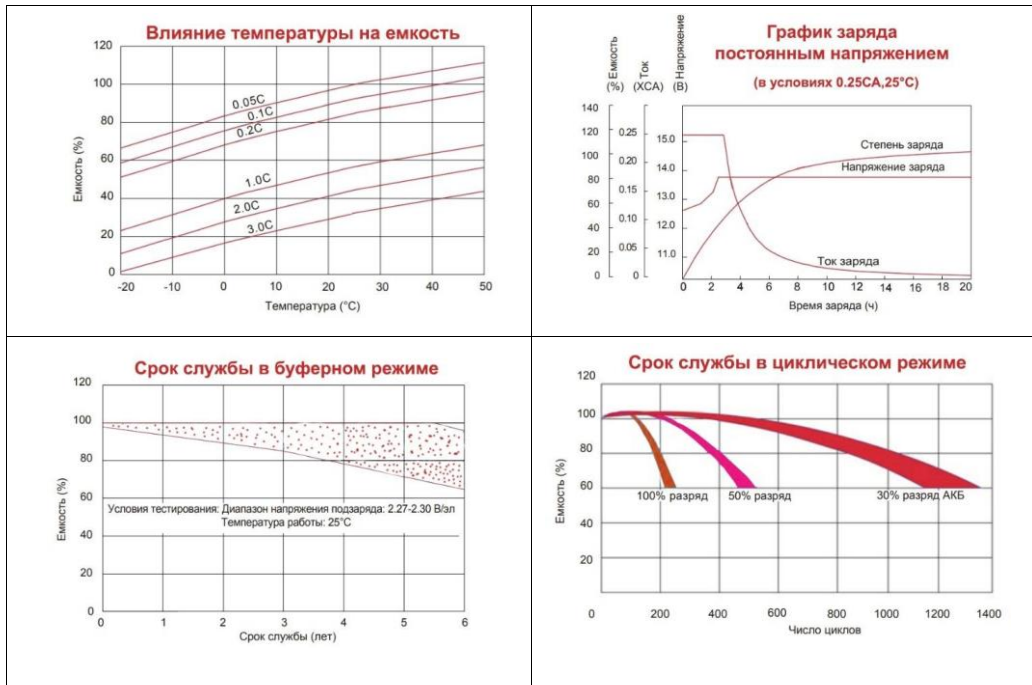 Влияние температуры на емкость
120
100
80
60
40
20
0
Емкость (%)
0.05C
0.1C
0.2C
1.0C
2.0C
3.0C
-20 -10 0 10 20 30 40 50
Температура (°C)
График заряда
постоянным напряжением
(в условиях 0.25CA,25°C)
Емкость
(%)
Ток
(XCA)
Напряжение
(В)
140
120
100
80
60
40
20
0
0.25
0.20
0.15
0.10
0.05
0
15.0
14.0
13.0
12.0
11.0
Степень заряда
Напряжение заряда
Ток заряда
0 2 4 6 8 10 12 14 16 18 20
Время заряда (ч)
Срок службы в буферном режиме
120
100
80
60
40
20
0
Емкость (%)
Условия тестирования: Диапазон напряжения подзаряда: 2.27-2.30 В/эл
Температура работы: 25°C
0 1 2 3 4 5 6
Срок службы (лет)
Срок службы в циклическом режиме
120
100
80
60
40
20
Емкость (%)
100% разряд
50% разряд
30% разряд АКБ
0 200 400 600 800 1000 1200 1400
Число циклов